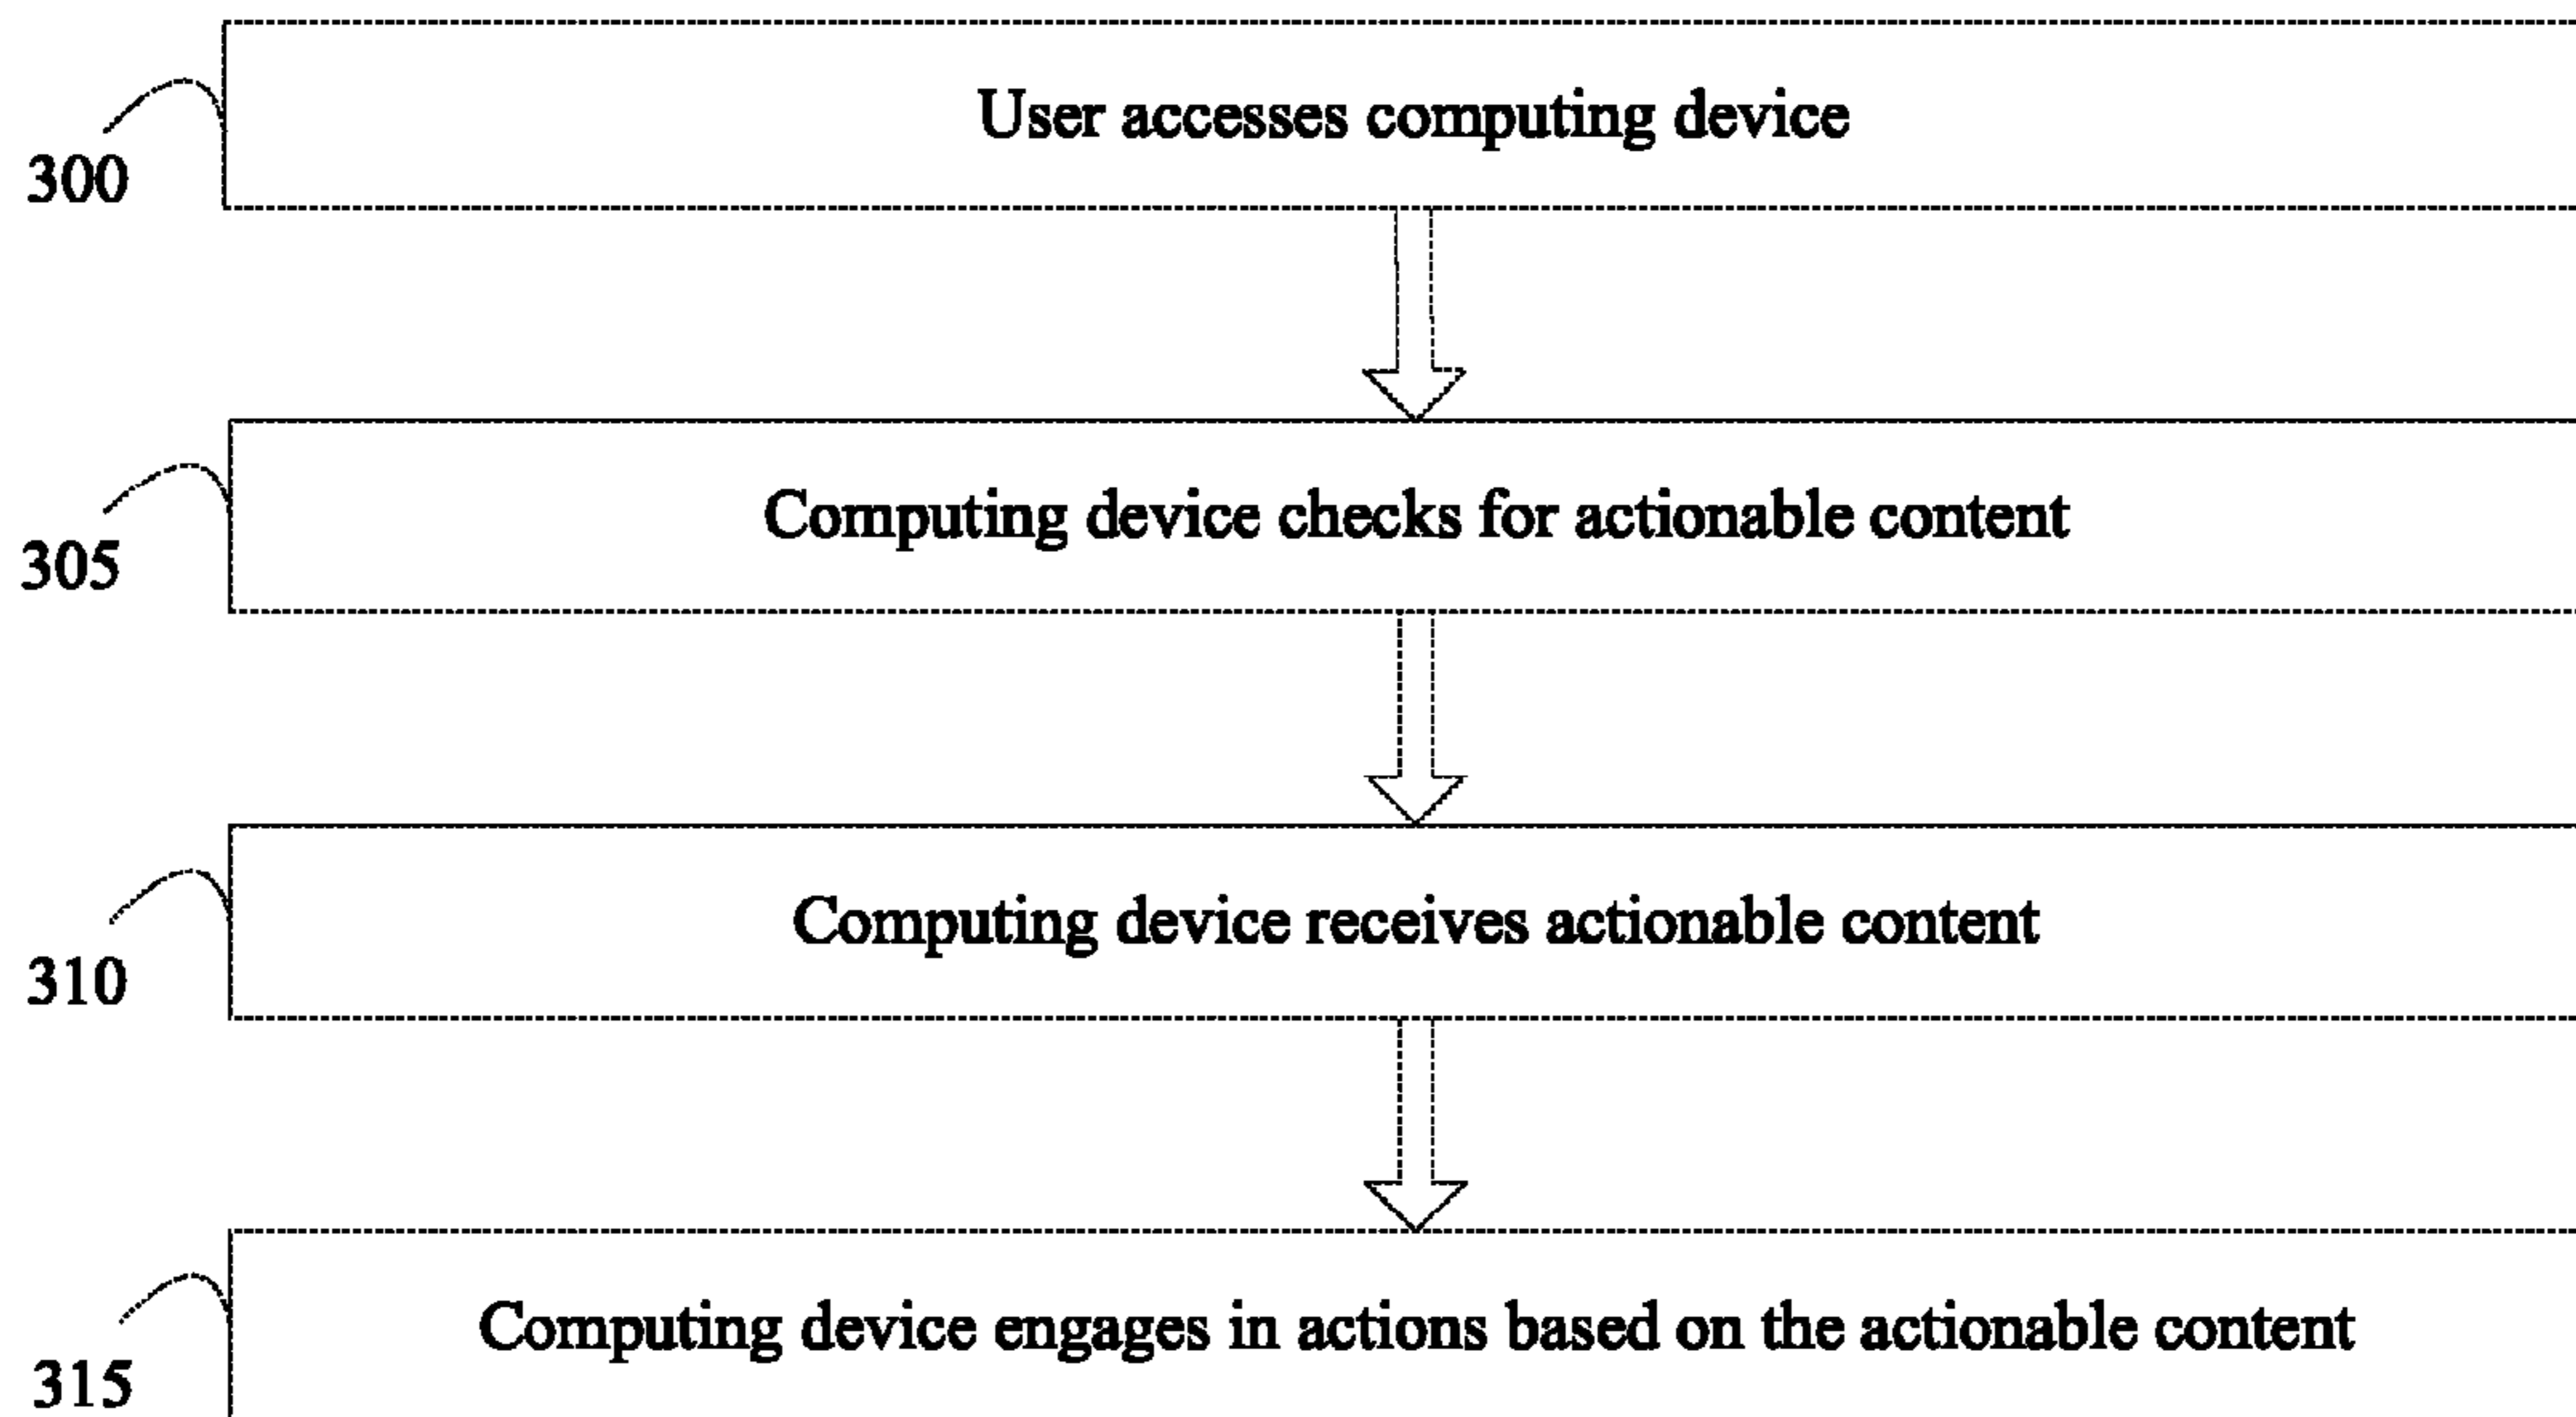 User accesses computing device
300
Computing device checks for actionable content
305
Computing device receives actionable content
310
Computing device engages in actions based on the actionable content
315